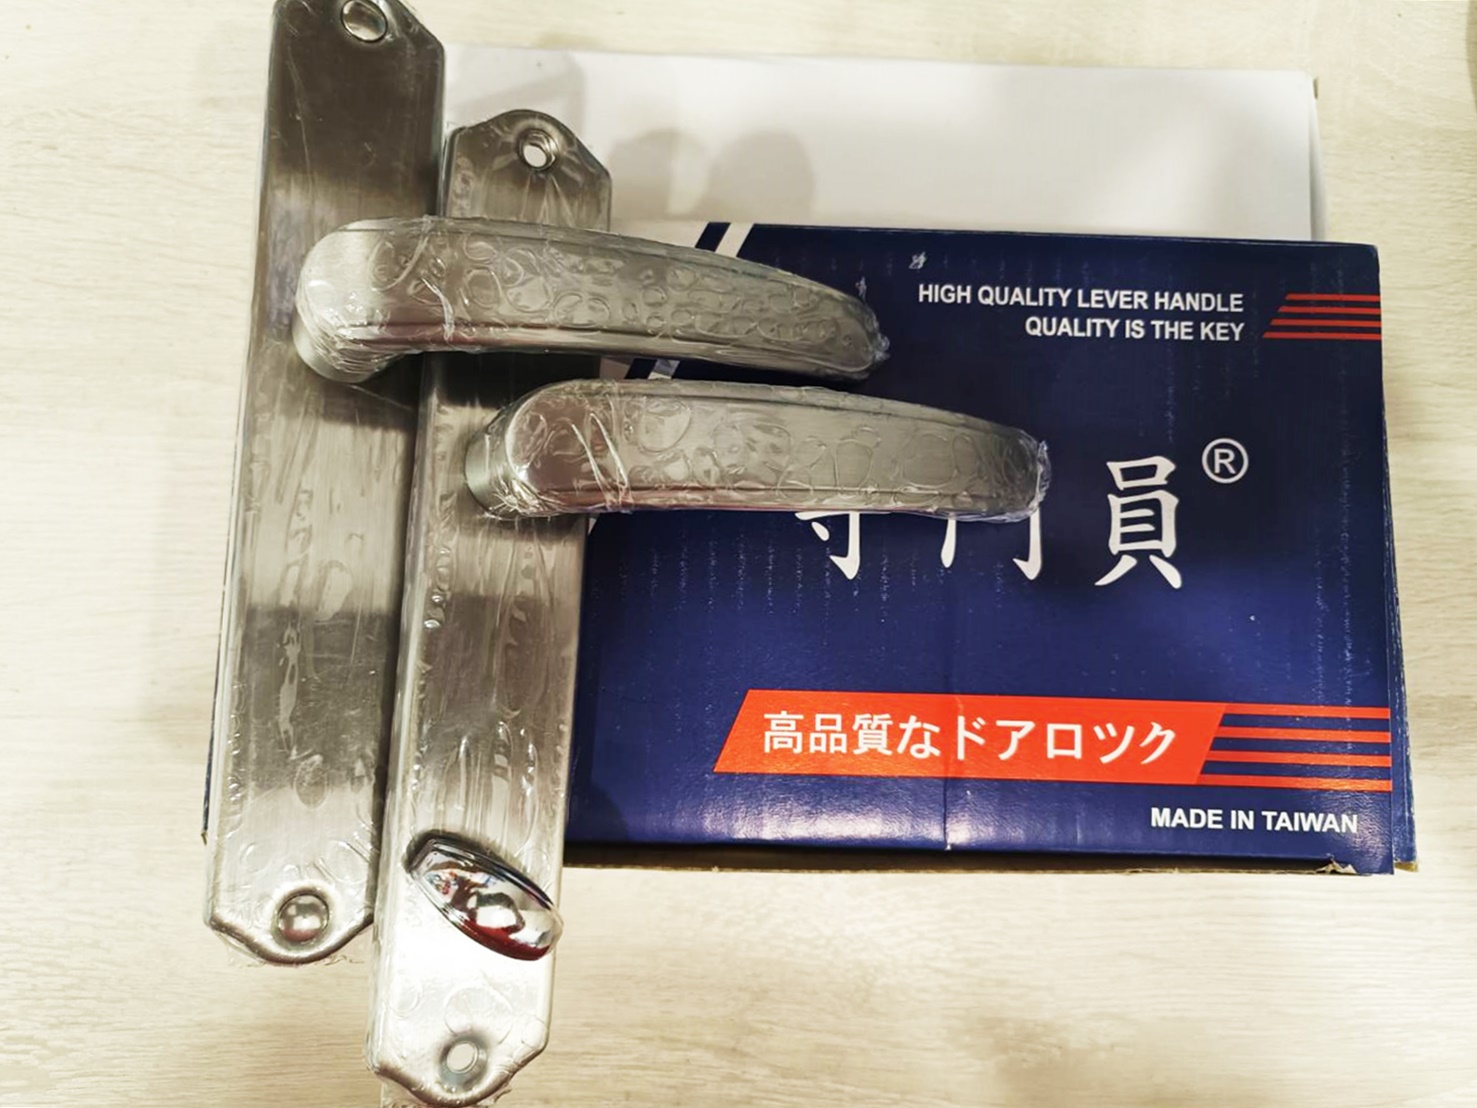 HIGH QUALITY LEVER HANDLE
QUALITY IS THE KEY
守門員®
高品質なドアロツク
MADE IN TAIWAN